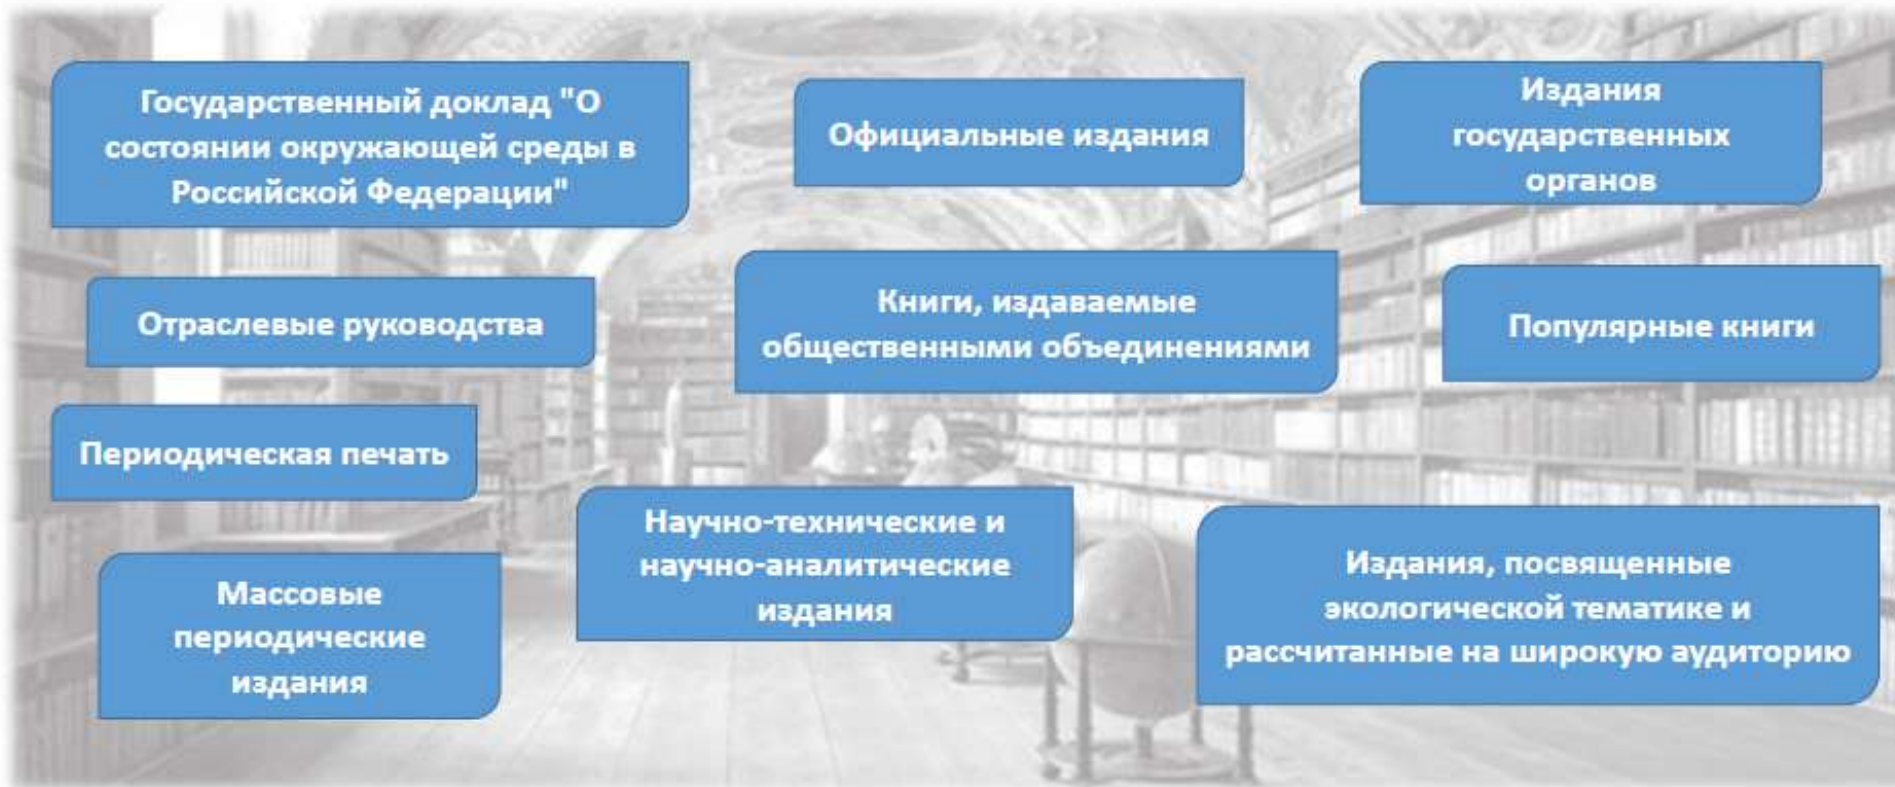 Государственный доклад "О
состоянии окружающей среды в
Российской Федерации"
Официальные издания
Издания
государственных
органов
Отраслевые руководства
Книги, издаваемые
общественными объединениями
Популярные книги
Периодическая печать
Научно-технические и
научно-аналитические
издания
Издания, посвященные
экологической тематике и
рассчитанные на широкую аудиторию
Массовые
периодические
издания